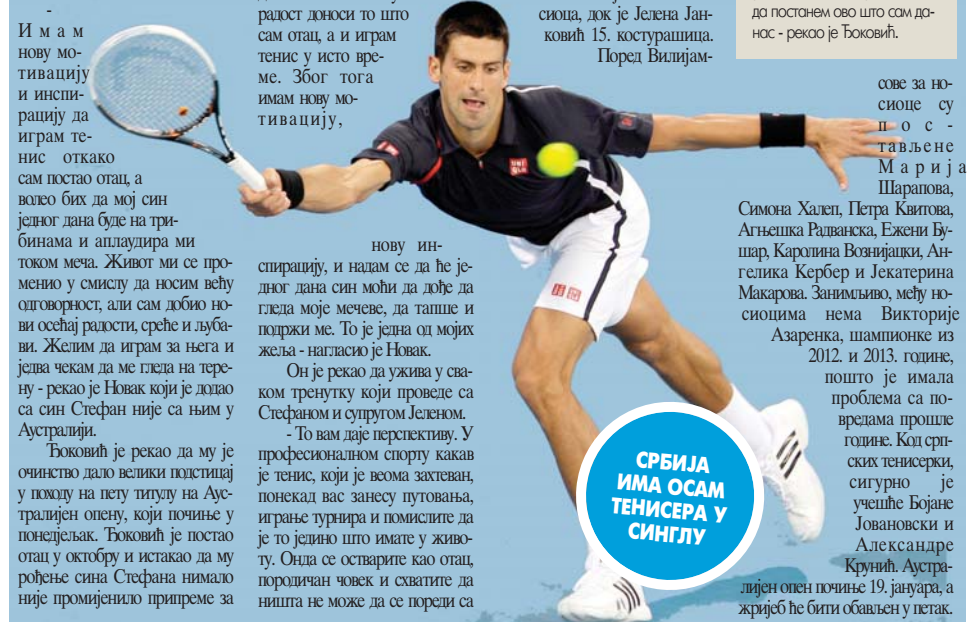 -
Имам
нову мо-
тивацију
и инспи-
рацију да
играм те-
нис откако
сам постао отац, а
волео бих да мој син
једног дана буде на три-
бинама и аплаудира ми
током меча. Живот ми се про-
менио у смислу да носим већу
одговорност, али сам добио но-
ви осећај радости, среће и љуба-
ви. Желим да играм за њега и
једва чекам да ме гледа на тере-
ну - рекао је Новак који је додао
са син Стефан није са њим у
Аустралији.
Ђоковић је рекао да му је
очинство дало велики подстицај
у походу на пету титулу на Аус-
тралијен опену, који почиње у
понедјељак. Ђоковић је постао
отац у октобру и истакао да му
рођење сина Стефана нимало
није промијенило припреме за
радост доноси то што
сам отац, а и играм
тенис у исто вре-
ме. Због тога
имам нову мо-
тивацију,
нову ин-
спирацију, и надам се да ће је-
дног дана син моћи да дође да
гледа моје мечеве, да тапше и
подржи ме. То је једна од мојих
жеља - нагласио је Новак.
Он је рекао да ужива у сва-
ком тренутку који проведе са
Стефаном и супругом Јеленом.
- То вам даје перспективу. У
професионалном спорту какав
је тенис, који је веома захтеван,
понекад вас занесу путовања,
играње турнира и помислите да
је то једино што имате у живо-
ту. Онда се остварите као отац,
породичан човек и схватите да
ништа не може да се пореди са
сиоца, док је Јелена Јан-
ковић 15. костурашица.
Поред Вилијам-
сове за но-
сиоце су
пос-
тављене
Марија
Шарапова,
Симона Халеп, Петра Квитова,
Агњешка Радванска, Ежени Бу-
шар, Каролина Вознијацки, Ан-
гелика Кербер и Јекатерина
Макарова. Занимљиво, међу но-
сиоцима нема Викторије
Азаренка, шампионке из
2012. и 2013. године,
пошто је имала
проблема са по-
вредама прошле
године. Код срп-
ских тенисерки,
сигурно је
учешће Бојане
Јовановски и
Александре
Крунић. Аустра-
лијен опен почиње 19. јануара, а
жријеб ће бити обављен у петак.
да постанем ово што сам да-
нас - рекао је Ђоковић.
UNI
QLO
СРБИЈА
ИМА ОСАМ
ТЕНИСЕРА У
СИНГЛУ